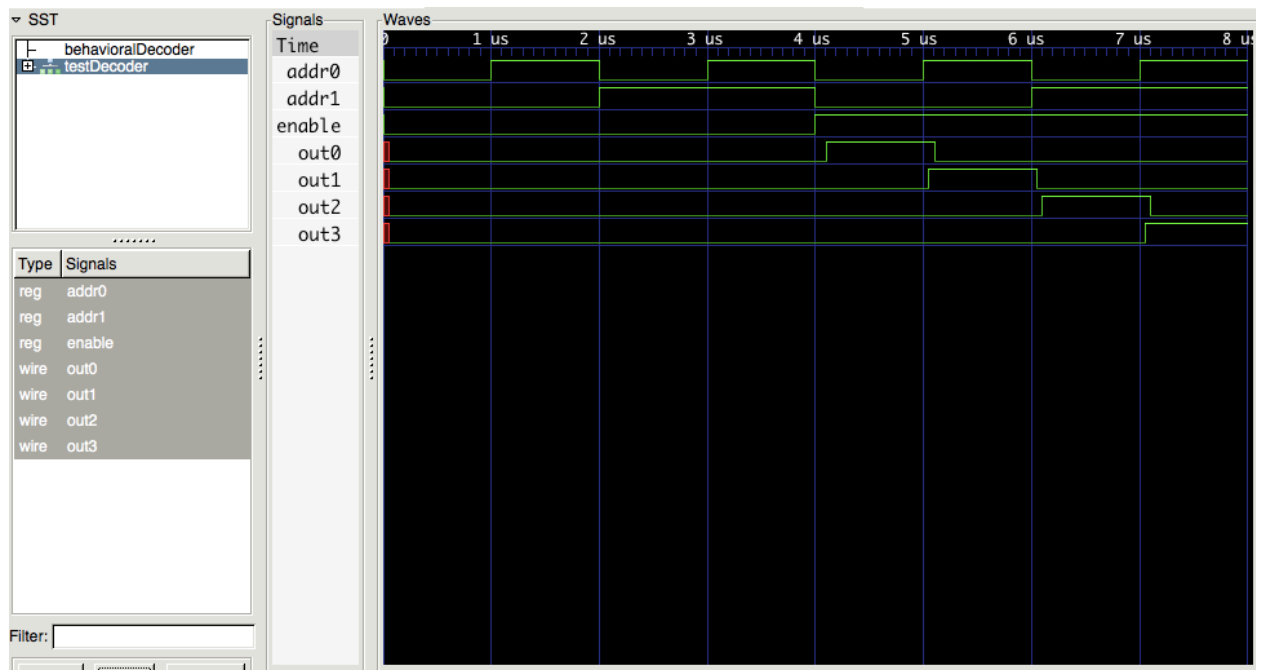 ▿ SST
behavioralDecoder
testDecoder
Type Signals
reg addr0
reg addr1
reg enable
wire out0
wire out1
wire out2
wire out3
Filter:
Signals
Time
addr0
addr1
enable
out0
out1
out2
out3
Waves
0 1 us 2 us 3 us 4 us 5 us 6 us 7 us 8 u